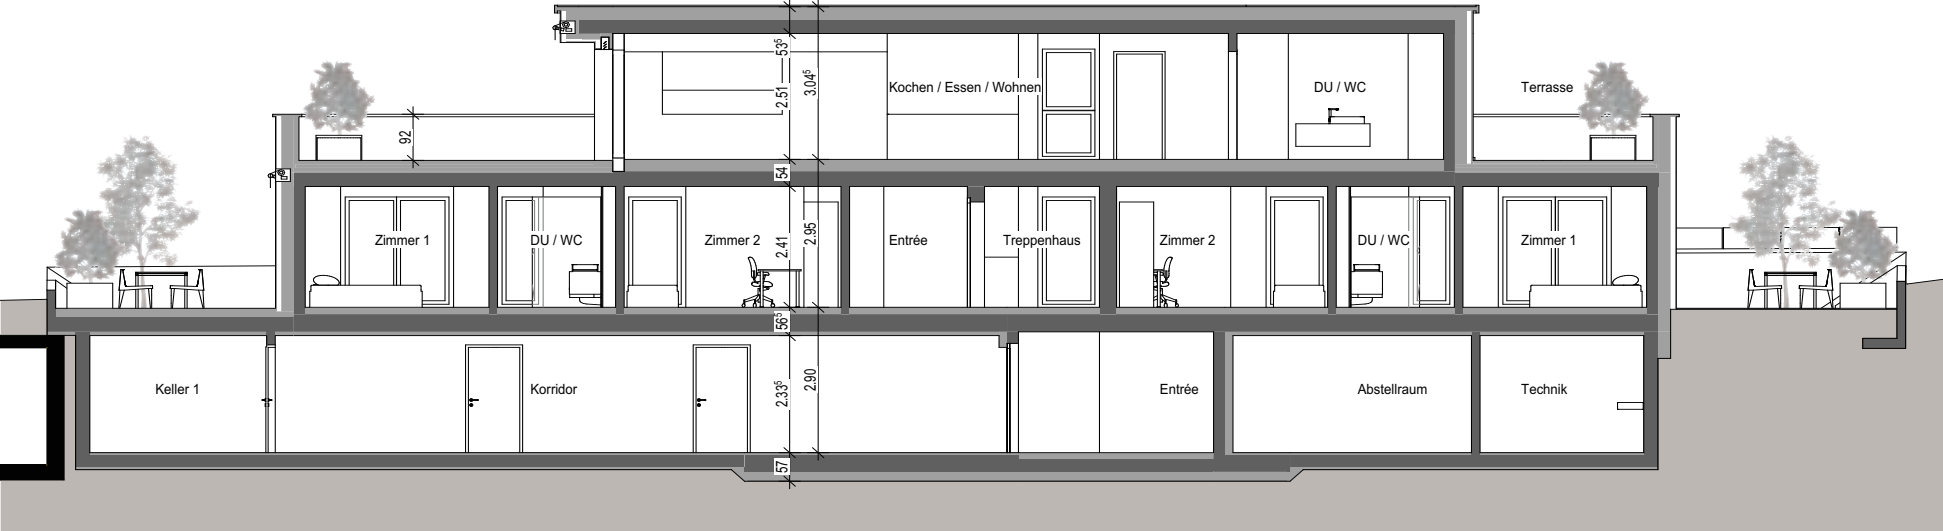 53⁵
3.04⁵
2.51
Kochen / Essen / Wohnen
DU / WC
Terrasse
92
54
Zimmer 1
DU / WC
Zimmer 2
2.41
2.95
Entrée
Treppenhaus
Zimmer 2
DU / WC
Zimmer 1
56⁵
Keller 1
Korridor
2.33⁵
2.90
Entrée
Abstellraum
Technik
57